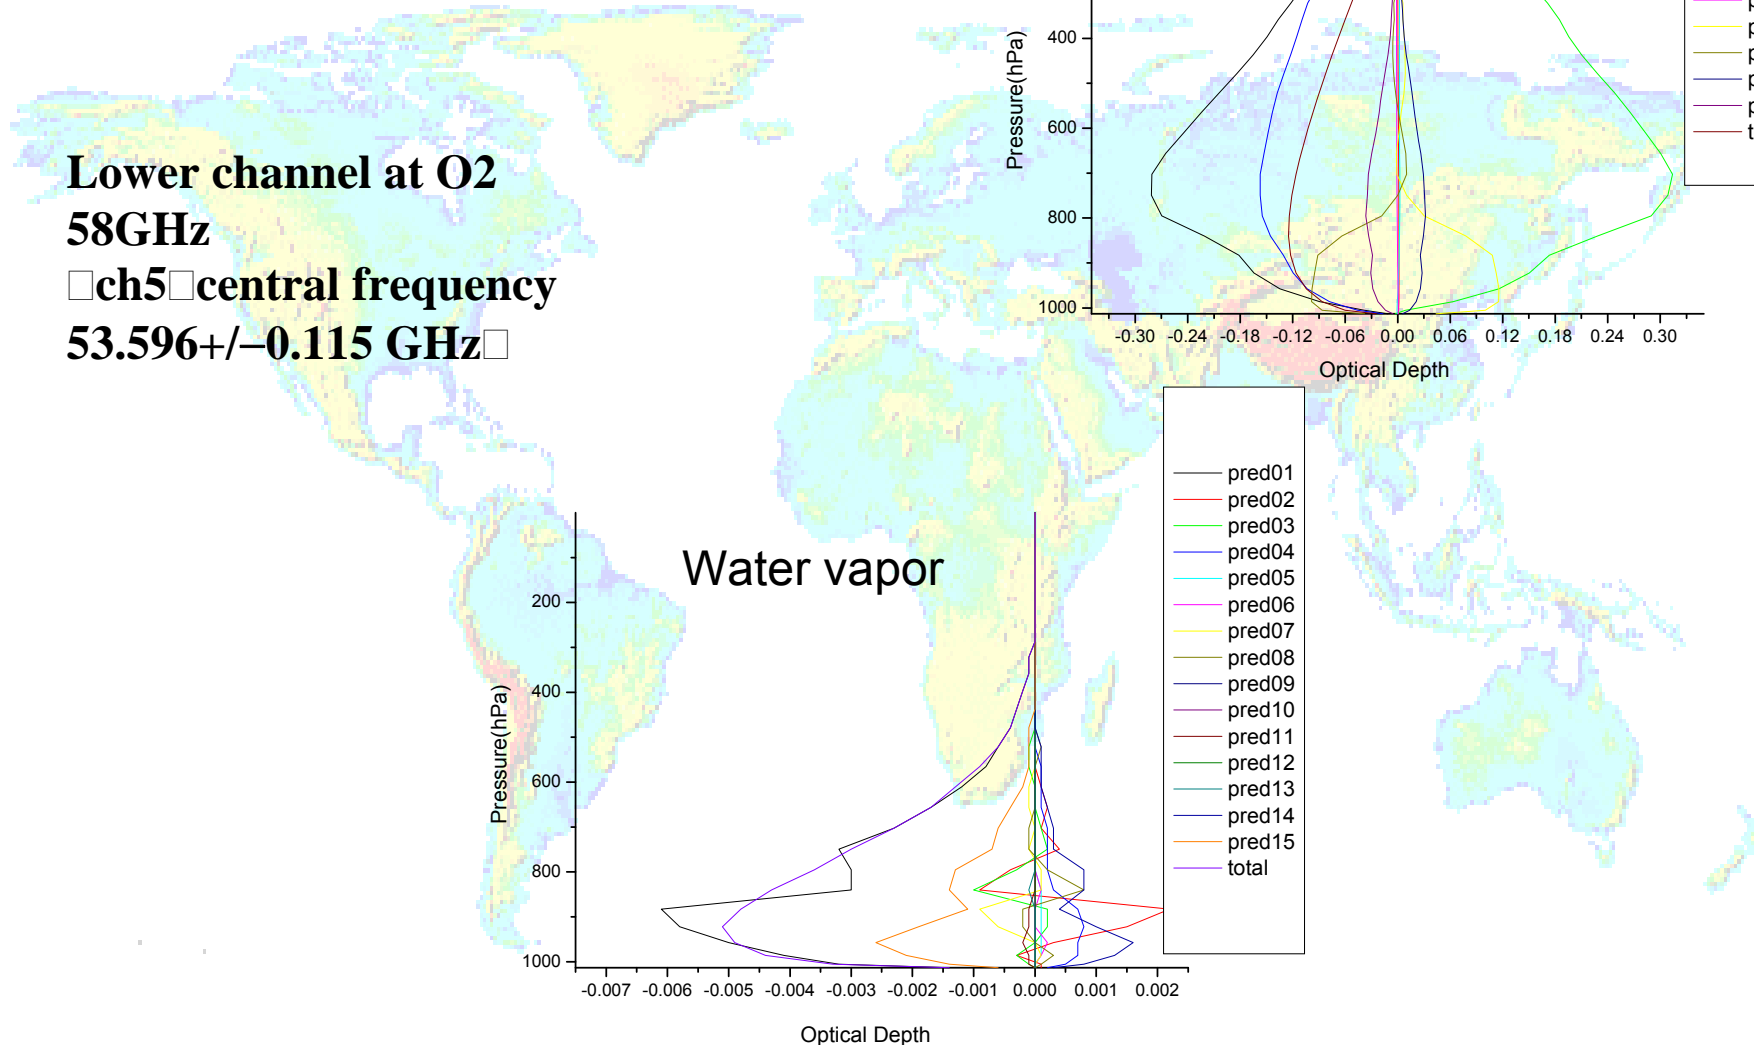 Lower channel at O2
58GHz
□ch5□central frequency
53.596+/−0.115 GHz□
Pressure(hPa)
400
600
800
1000
-0.30 -0.24 -0.18 -0.12 -0.06 0.00 0.06 0.12 0.18 0.24 0.30
Optical Depth
p
p
p
p
p
t
Water vapor
Pressure(hPa)
200
400
600
800
1000
-0.007 -0.006 -0.005 -0.004 -0.003 -0.002 -0.001 0.000 0.001 0.002
Optical Depth
pred01
pred02
pred03
pred04
pred05
pred06
pred07
pred08
pred09
pred10
pred11
pred12
pred13
pred14
pred15
total